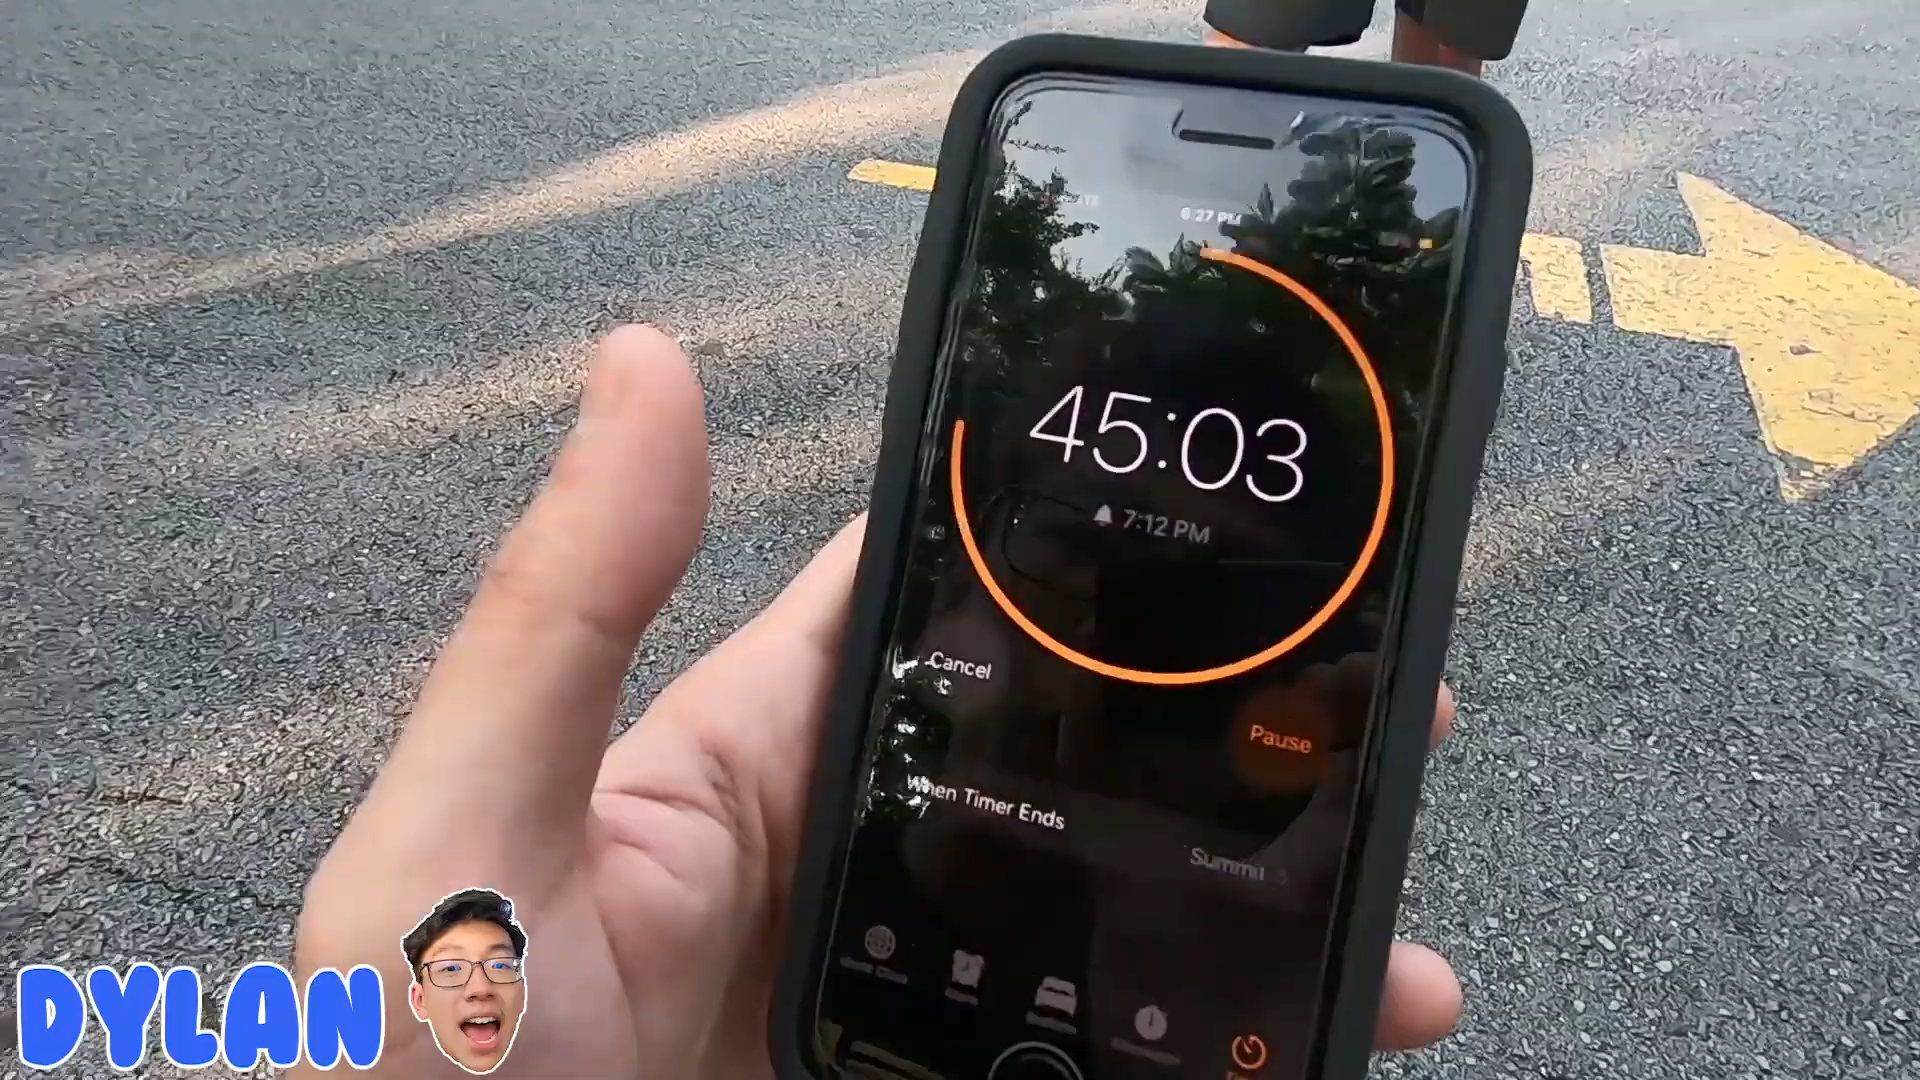 6:27 PM
45:03
7:12 PM
Cancel
Pause
When Timer Ends
DYLAN